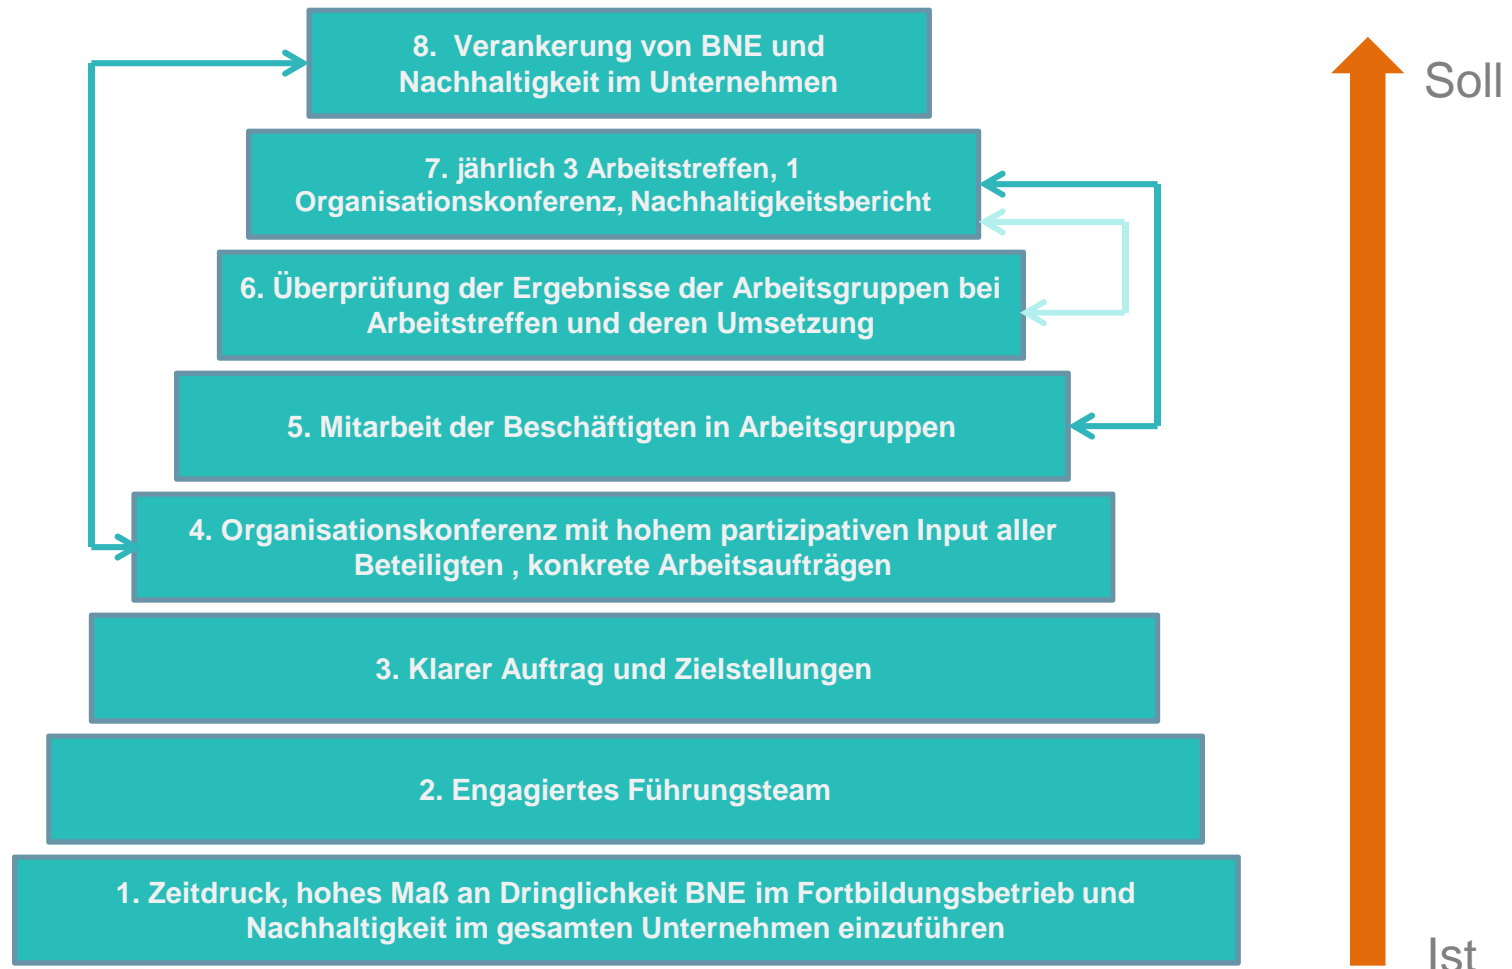 8. Verankerung von BNE und
Nachhaltigkeit im Unternehmen
Soll
7. jährlich 3 Arbeitstreffen, 1
Organisationskonferenz, Nachhaltigkeitsbericht
6. Überprüfung der Ergebnisse der Arbeitsgruppen bei
Arbeitstreffen und deren Umsetzung
5. Mitarbeit der Beschäftigten in Arbeitsgruppen
4. Organisationskonferenz mit hohem partizipativen Input aller
Beteiligten , konkrete Arbeitsaufträgen
3. Klarer Auftrag und Zielstellungen
2. Engagiertes Führungsteam
1. Zeitdruck, hohes Maß an Dringlichkeit BNE im Fortbildungsbetrieb und
Nachhaltigkeit im gesamten Unternehmen einzuführen
Ist